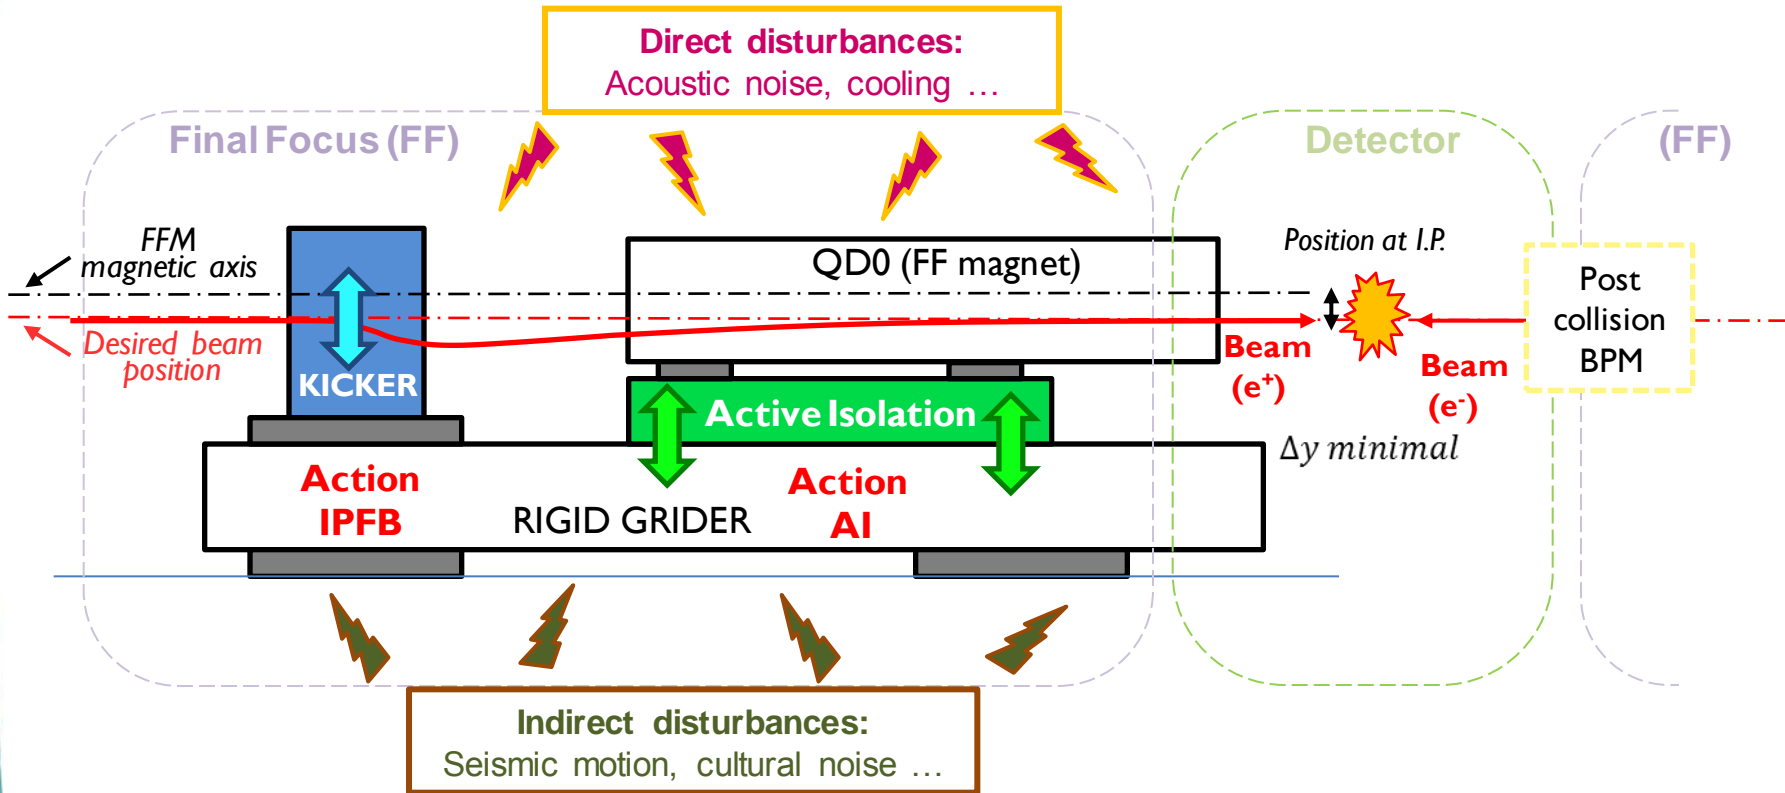 Direct disturbances:
Acoustic noise, cooling …
Final Focus (FF)
Detector
(FF)
FFM
magnetic axis
Position at I.P.
QD0 (FF magnet)
Desired beam
position
KICKER
Beam
(e+)
Beam
(e-)
Post
collision
BPM
Active Isolation
Δy minimal
Action
IPFB
RIGID GRIDER
Action
AI
Indirect disturbances:
Seismic motion, cultural noise …